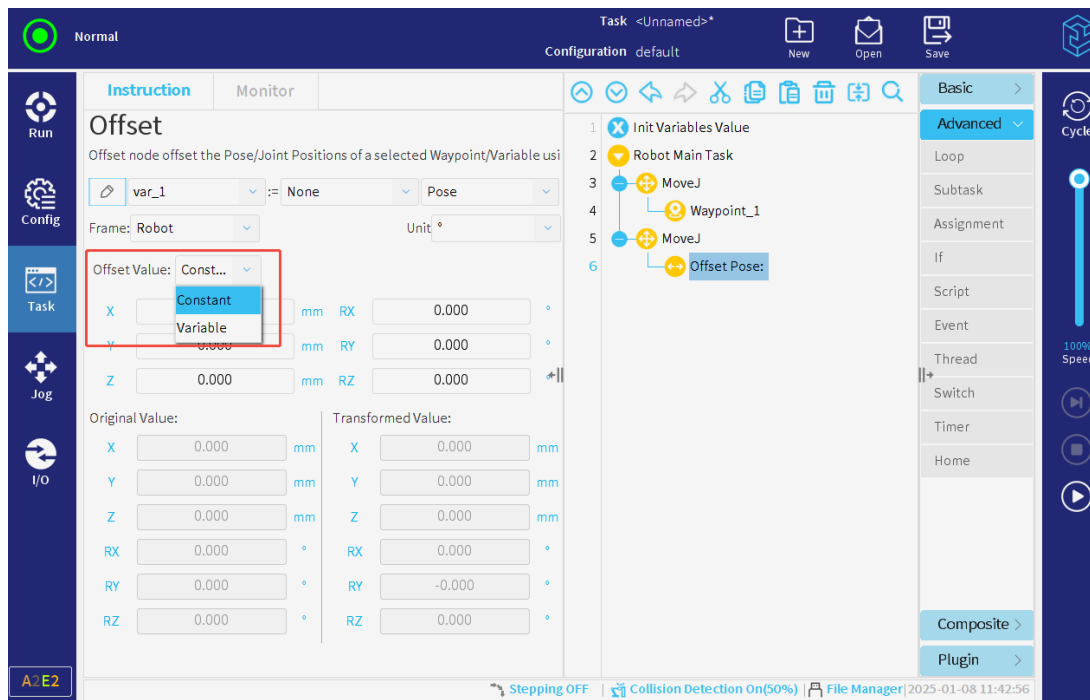 Normal
Task <Unnamed>*
Configuration default
New
Open
Save
Run
Config
Task
Jog
I/O
A2E2
Instruction Monitor
Offset
Offset node offset the Pose/Joint Positions of a selected Waypoint/Variable usi
var_1 := None Pose
Frame: Robot Unit °
Offset Value: Const...
Constant
Variable
X mm RX 0.000 °
Y 0.000 mm RY 0.000 °
Z 0.000 mm RZ 0.000 °
Original Value: Transformed Value:
X 0.000 mm X 0.000 mm
Y 0.000 mm Y 0.000 mm
Z 0.000 mm Z 0.000 mm
RX 0.000 ° RX 0.000 °
RY 0.000 ° RY -0.000 °
RZ 0.000 ° RZ 0.000 °
1 Init Variables Value
2 Robot Main Task
3 MoveJ
4 Waypoint_1
5 MoveJ
6 Offset Pose:
Basic
Advanced
Loop
Subtask
Assignment
If
Script
Event
Thread
Switch
Timer
Home
Composite
Plugin
Cycle
100%
Speed
Stepping OFF | Collision Detection On(50%) | File Manager | 2025-01-08 11:42:56